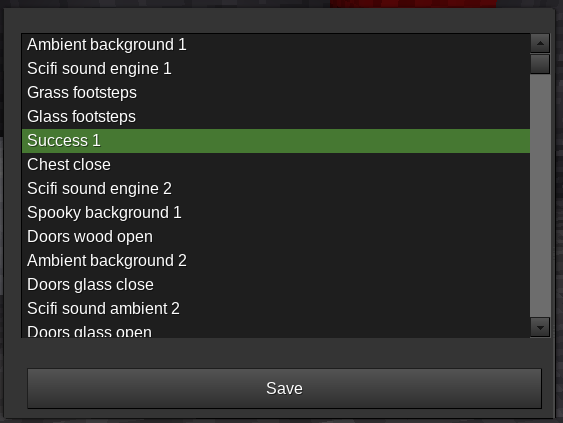 Ambient background 1
Scifi sound engine 1
Grass footsteps
Glass footsteps
Success 1
Chest close
Scifi sound engine 2
Spooky background 1
Doors wood open
Ambient background 2
Doors glass close
Scifi sound ambient 2
Doors glass open
Save